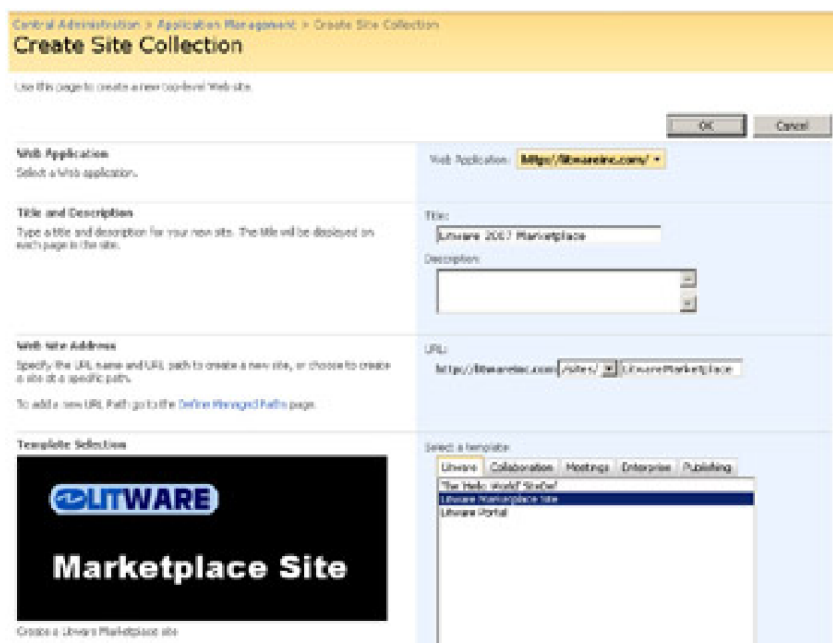 Central Administration > Application Management > Create Site Collection
Create Site Collection
Use this page to create a new top-level Web site.
OK Cancel
Web Application
Select a Web application.
Web Application: http://litwareinc.com/
Title and Description
Type a title and description for your new site. The title will be displayed on
each page in the site.
Title:
Litware 2007 Marketplace
Description:
Web Site Address
Specify the URL name and URL path to create a new site, or choose to create
a site at a specific path.
To add a new URL Path go to the Define Managed Paths page.
URL:
http://litwareinc.com /sites/ LitwareMarketplace
Template Selection
LITWARE
Marketplace Site
Create a Litware Marketplace site
Select a template:
Litware Collaboration Meetings Enterprise Publishing
The 'Hello World' SiteDef
Litware Marketplace Site
Litware Portal